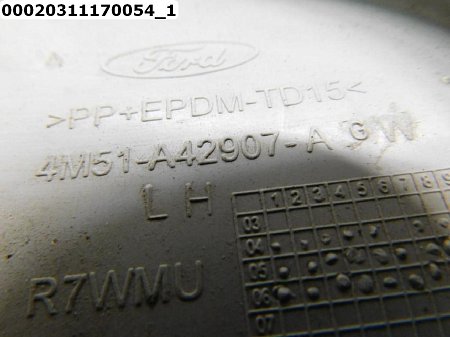 00020311170054_1
Ford
>PP+EPDM-TD15<
4M51-A42907-A G W
LH
1 2 3 4 5 6 7 8 9
03
04
05
06
07
R7WMU